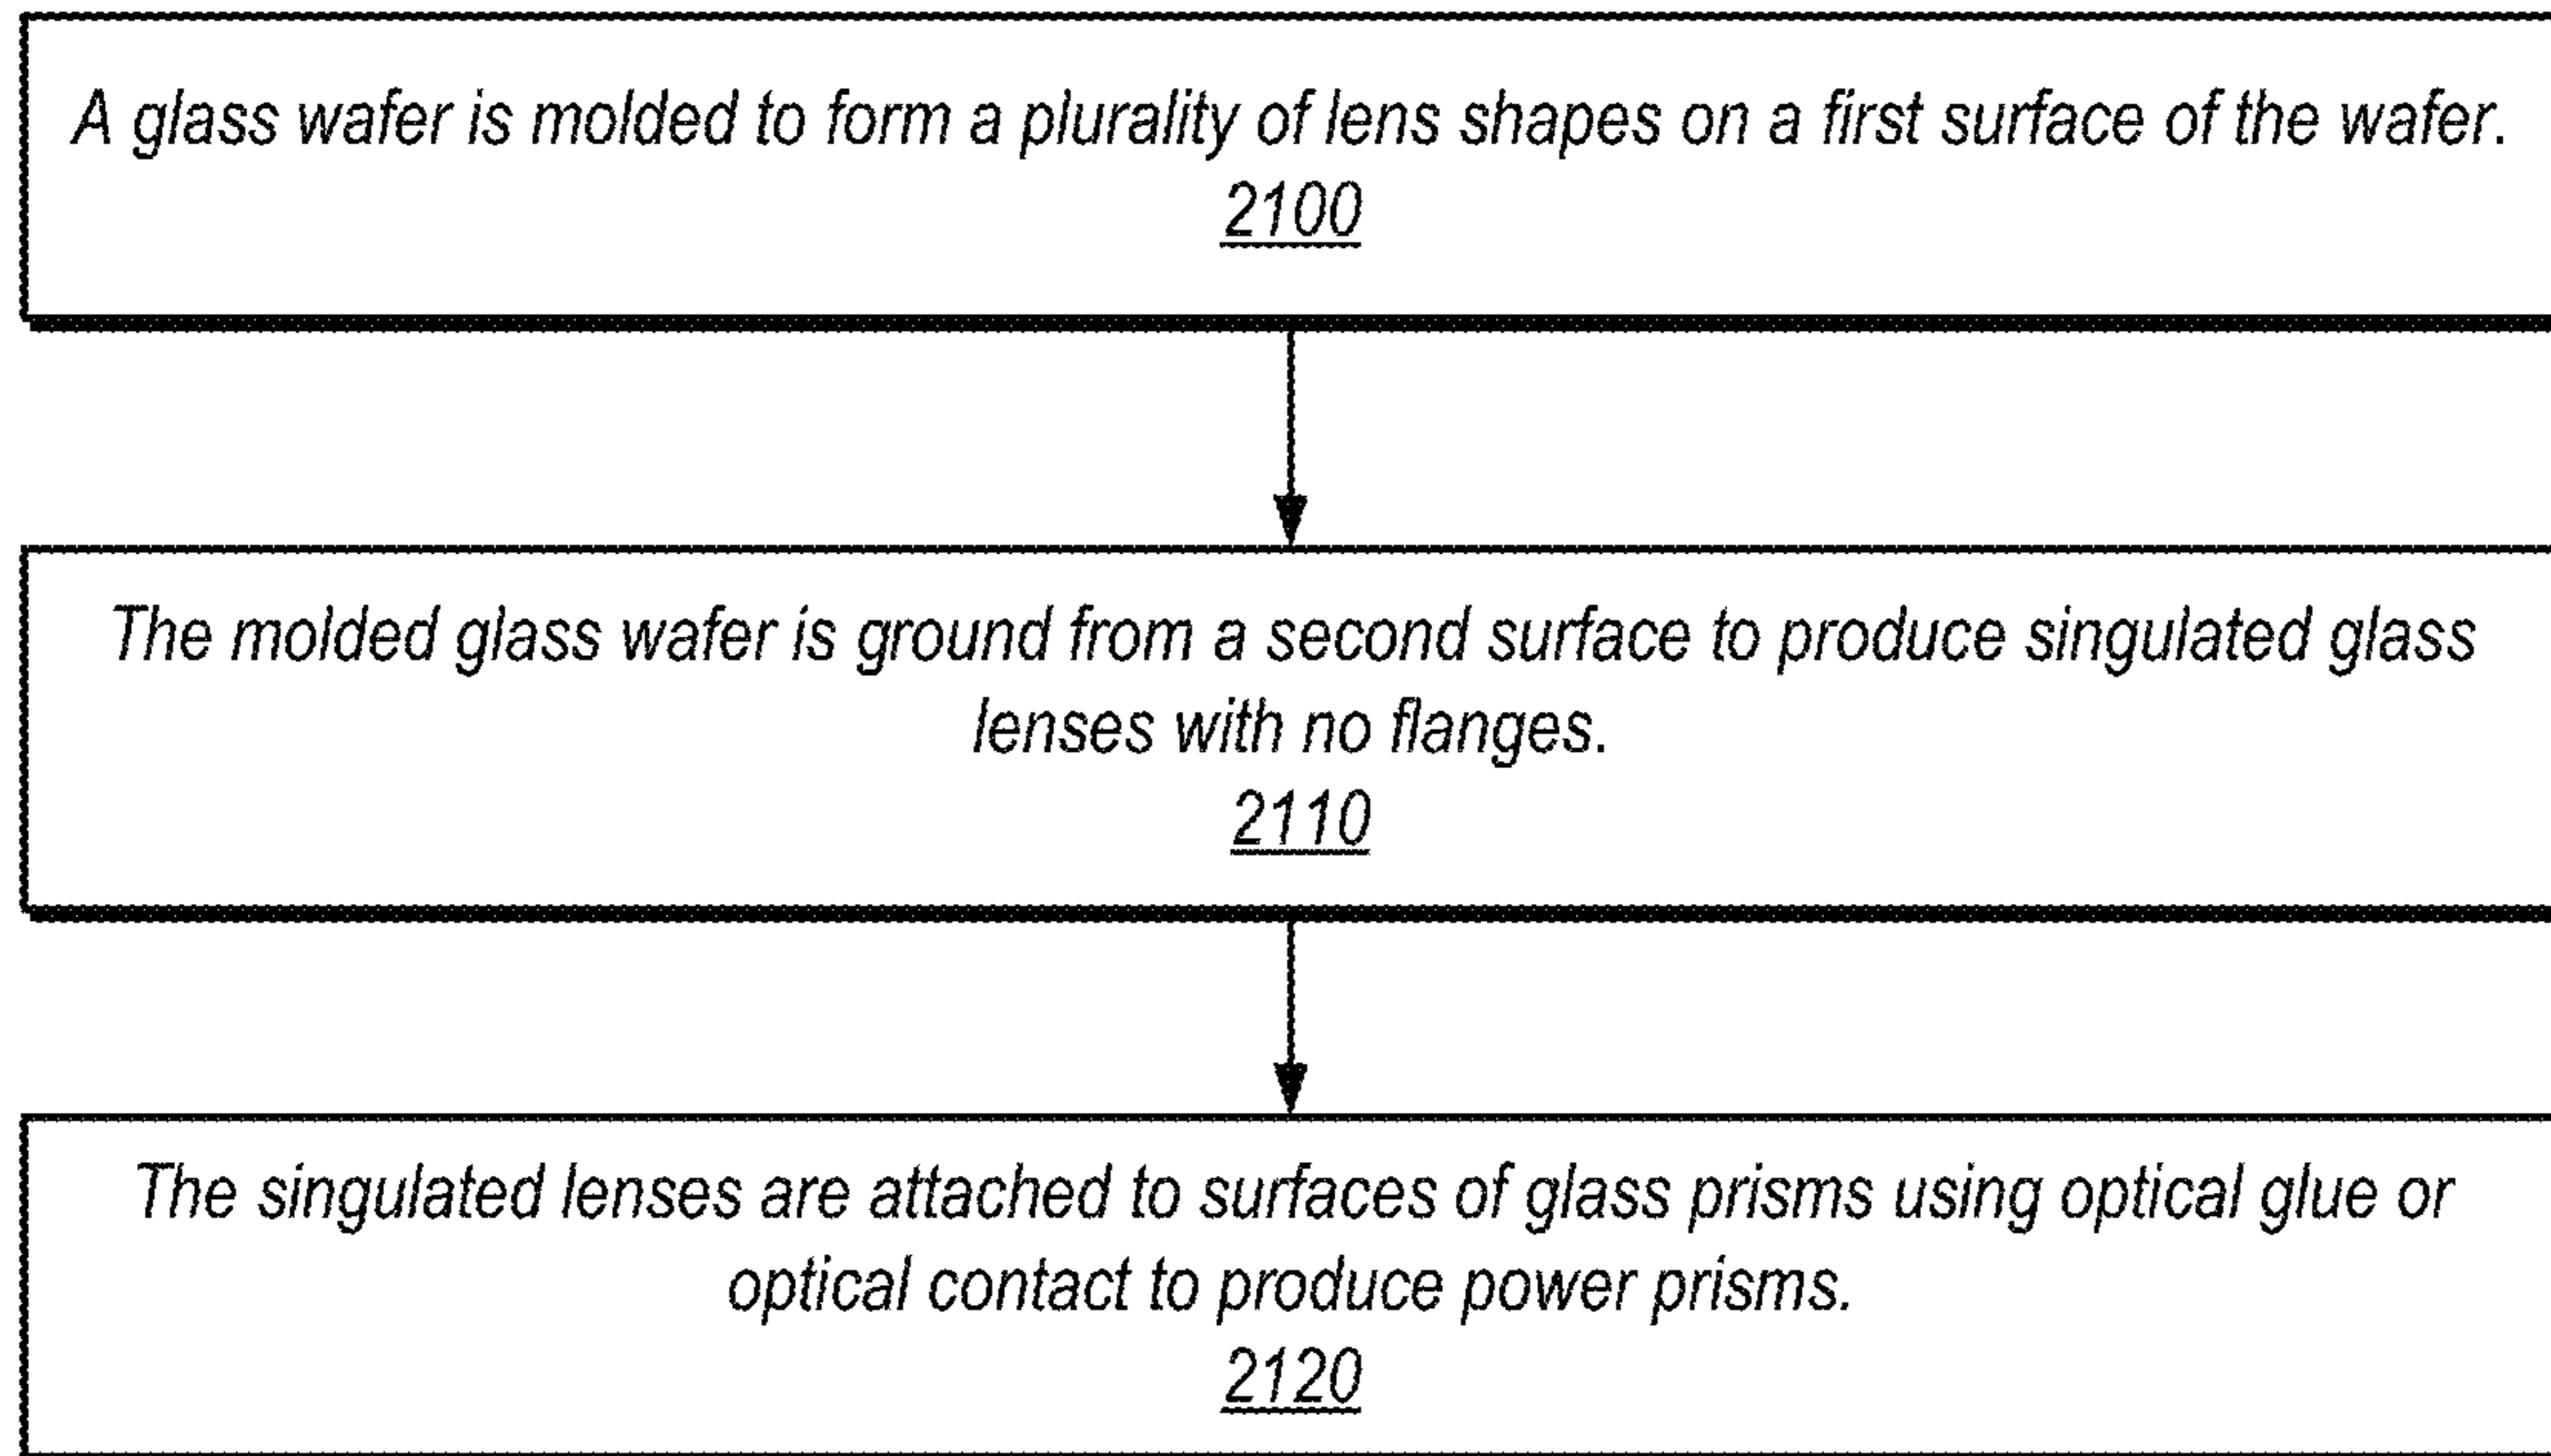 A glass wafer is molded to form a plurality of lens shapes on a first surface of the wafer.
2100
The molded glass wafer is ground from a second surface to produce singulated glass
lenses with no flanges.
2110
The singulated lenses are attached to surfaces of glass prisms using optical glue or
optical contact to produce power prisms.
2120